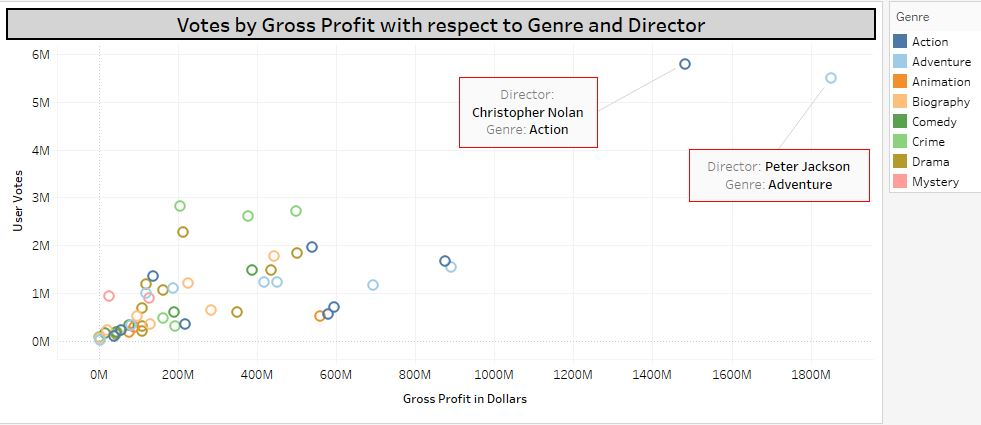 Votes by Gross Profit with respect to Genre and Director
6M
5M
4M
3M
2M
1M
0M
User Votes
Director:
Christopher Nolan
Genre: Action
Director: Peter Jackson
Genre: Adventure
0M 200M 400M 600M 800M 1000M 1200M 1400M 1600M 1800M
Gross Profit in Dollars
Genre
Action
Adventure
Animation
Biography
Comedy
Crime
Drama
Mystery